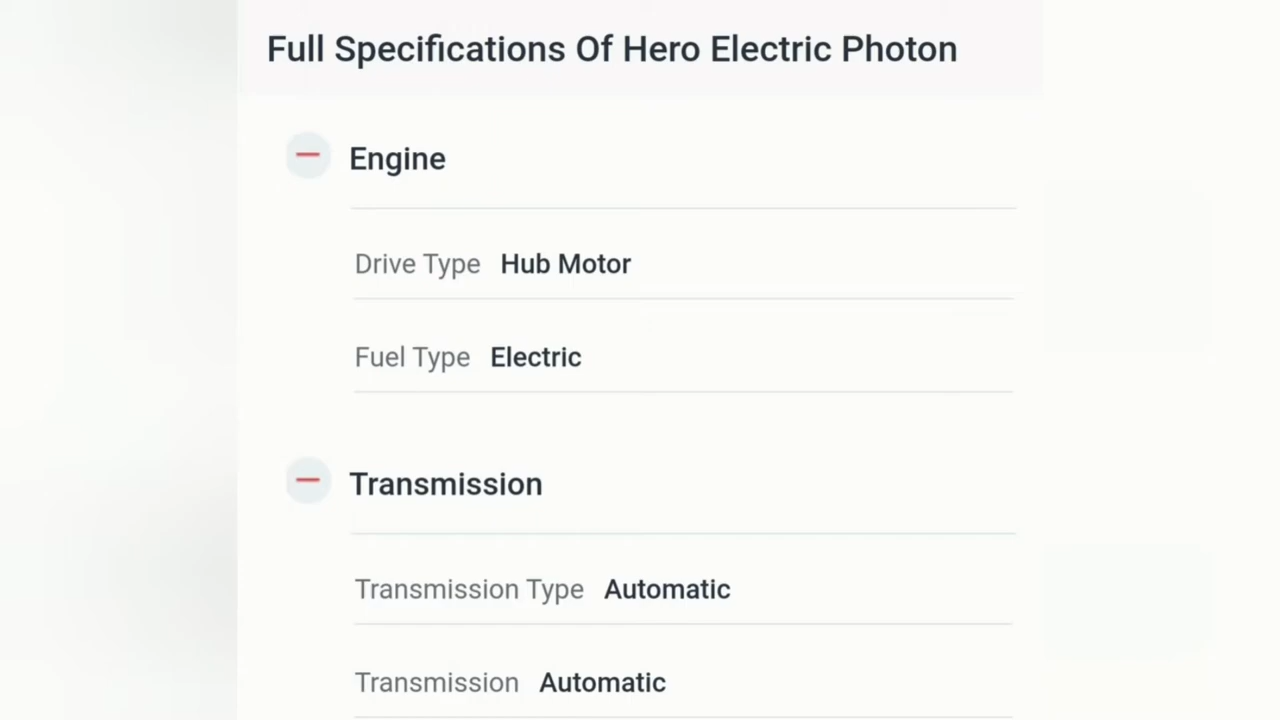 Full Specifications Of Hero Electric Photon
Engine
Drive Type Hub Motor
Fuel Type Electric
Transmission
Transmission Type Automatic
Transmission Automatic